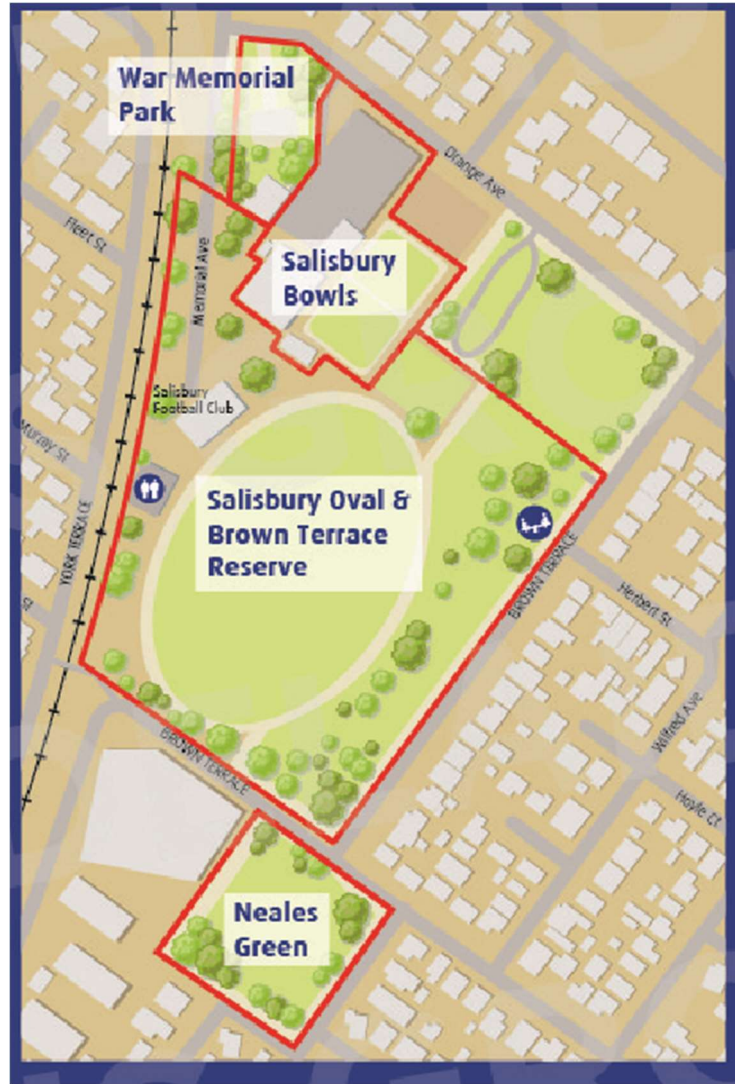 War Memorial
Park
Orange Ave
Fleet St
Memorial Ave
Salisbury
Bowls
Salisbury
Football Club
Murray St
Salisbury Oval &
Brown Terrace
Reserve
YORK TERRACE
BROWN TERRACE
Herbert St
St
Wilfred Ave
BROWN TERRACE
Hoyle Ct
Neales
Green